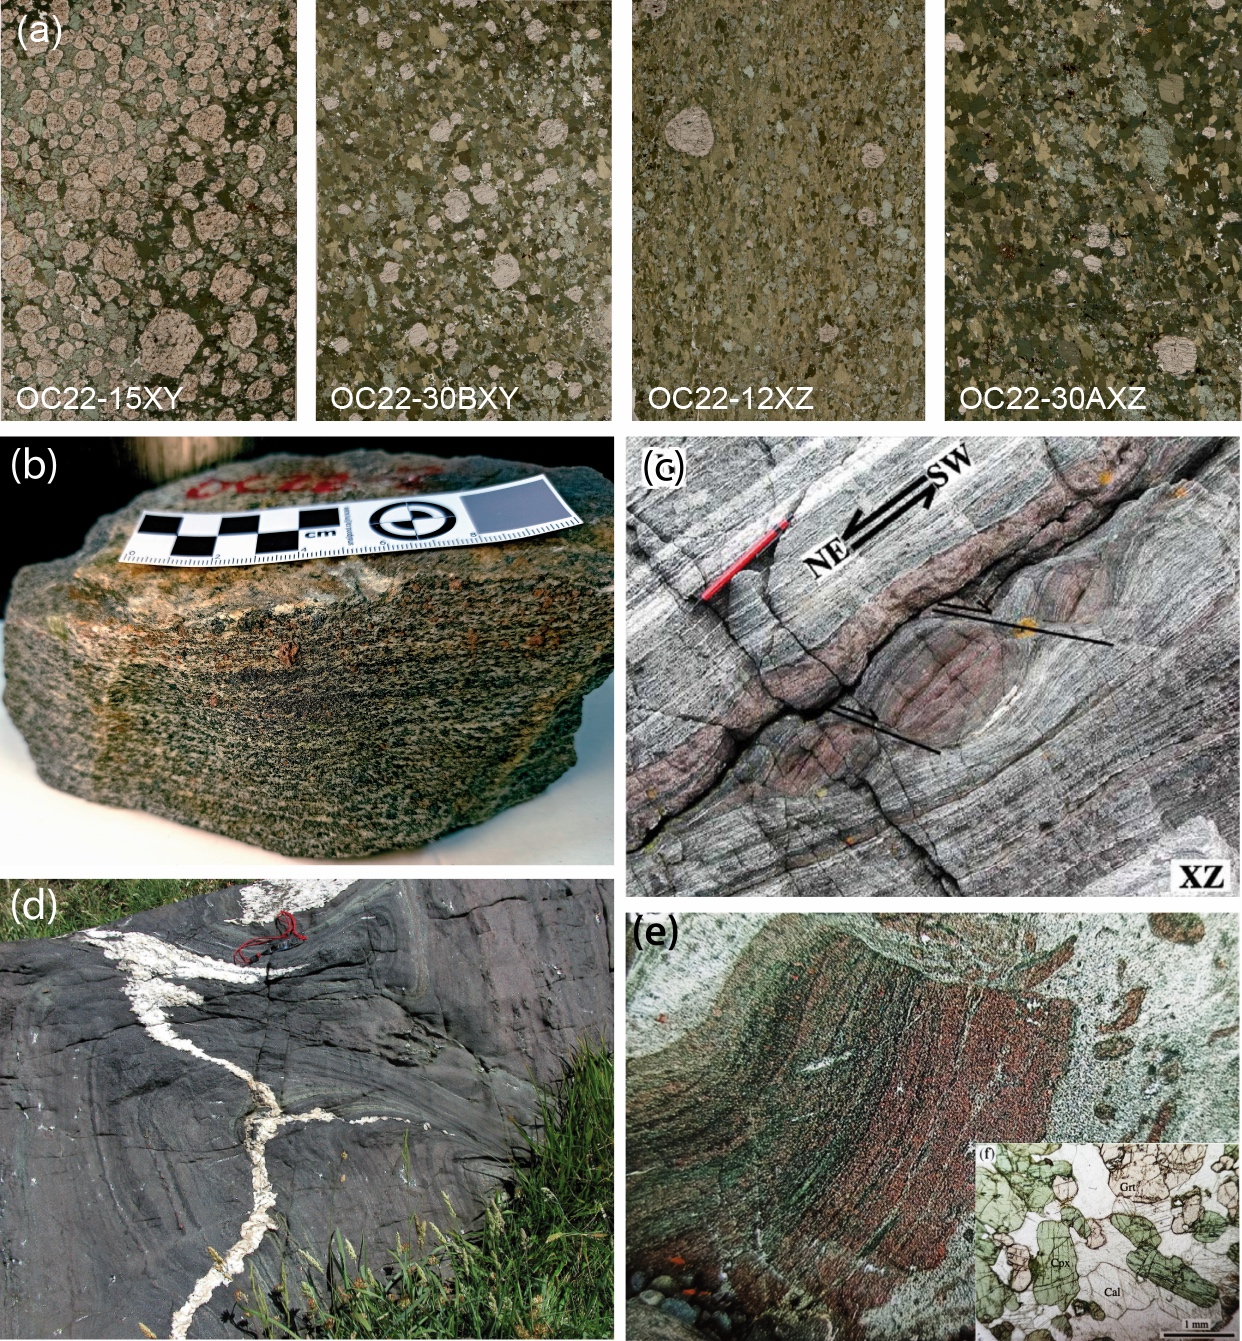 (a)
OC22-15XY
OC22-30BXY
OC22-12XZ
OC22-30AXZ
(b)
cm
(c)
SW
NE
XZ
(d)
(e)
(f)
Grt
Cpx
Cal
1 mm